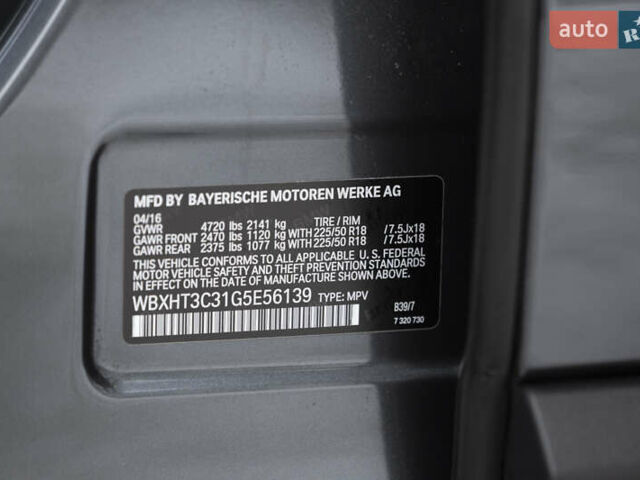 auto
MFD BY BAYERISCHE MOTOREN WERKE AG
04/16
GVWR 4720 lbs 2141 kg TIRE / RIM
GAWR FRONT 2470 lbs 1120 kg WITH 225/50 R18 /7.5Jx18
GAWR REAR 2375 lbs 1077 kg WITH 225/50 R18 /7.5Jx18
THIS VEHICLE CONFORMS TO ALL APPLICABLE U. S. FEDERAL
MOTOR VEHICLE SAFETY, BUMPER, AND THEFT PREVENTION
STANDARDS IN EFFECT ON THE DATE OF MANUFACTURE SHOWN ABOVE.
WBXHT3C31G5E56139 TYPE: MPV
B39/7
7 320 730